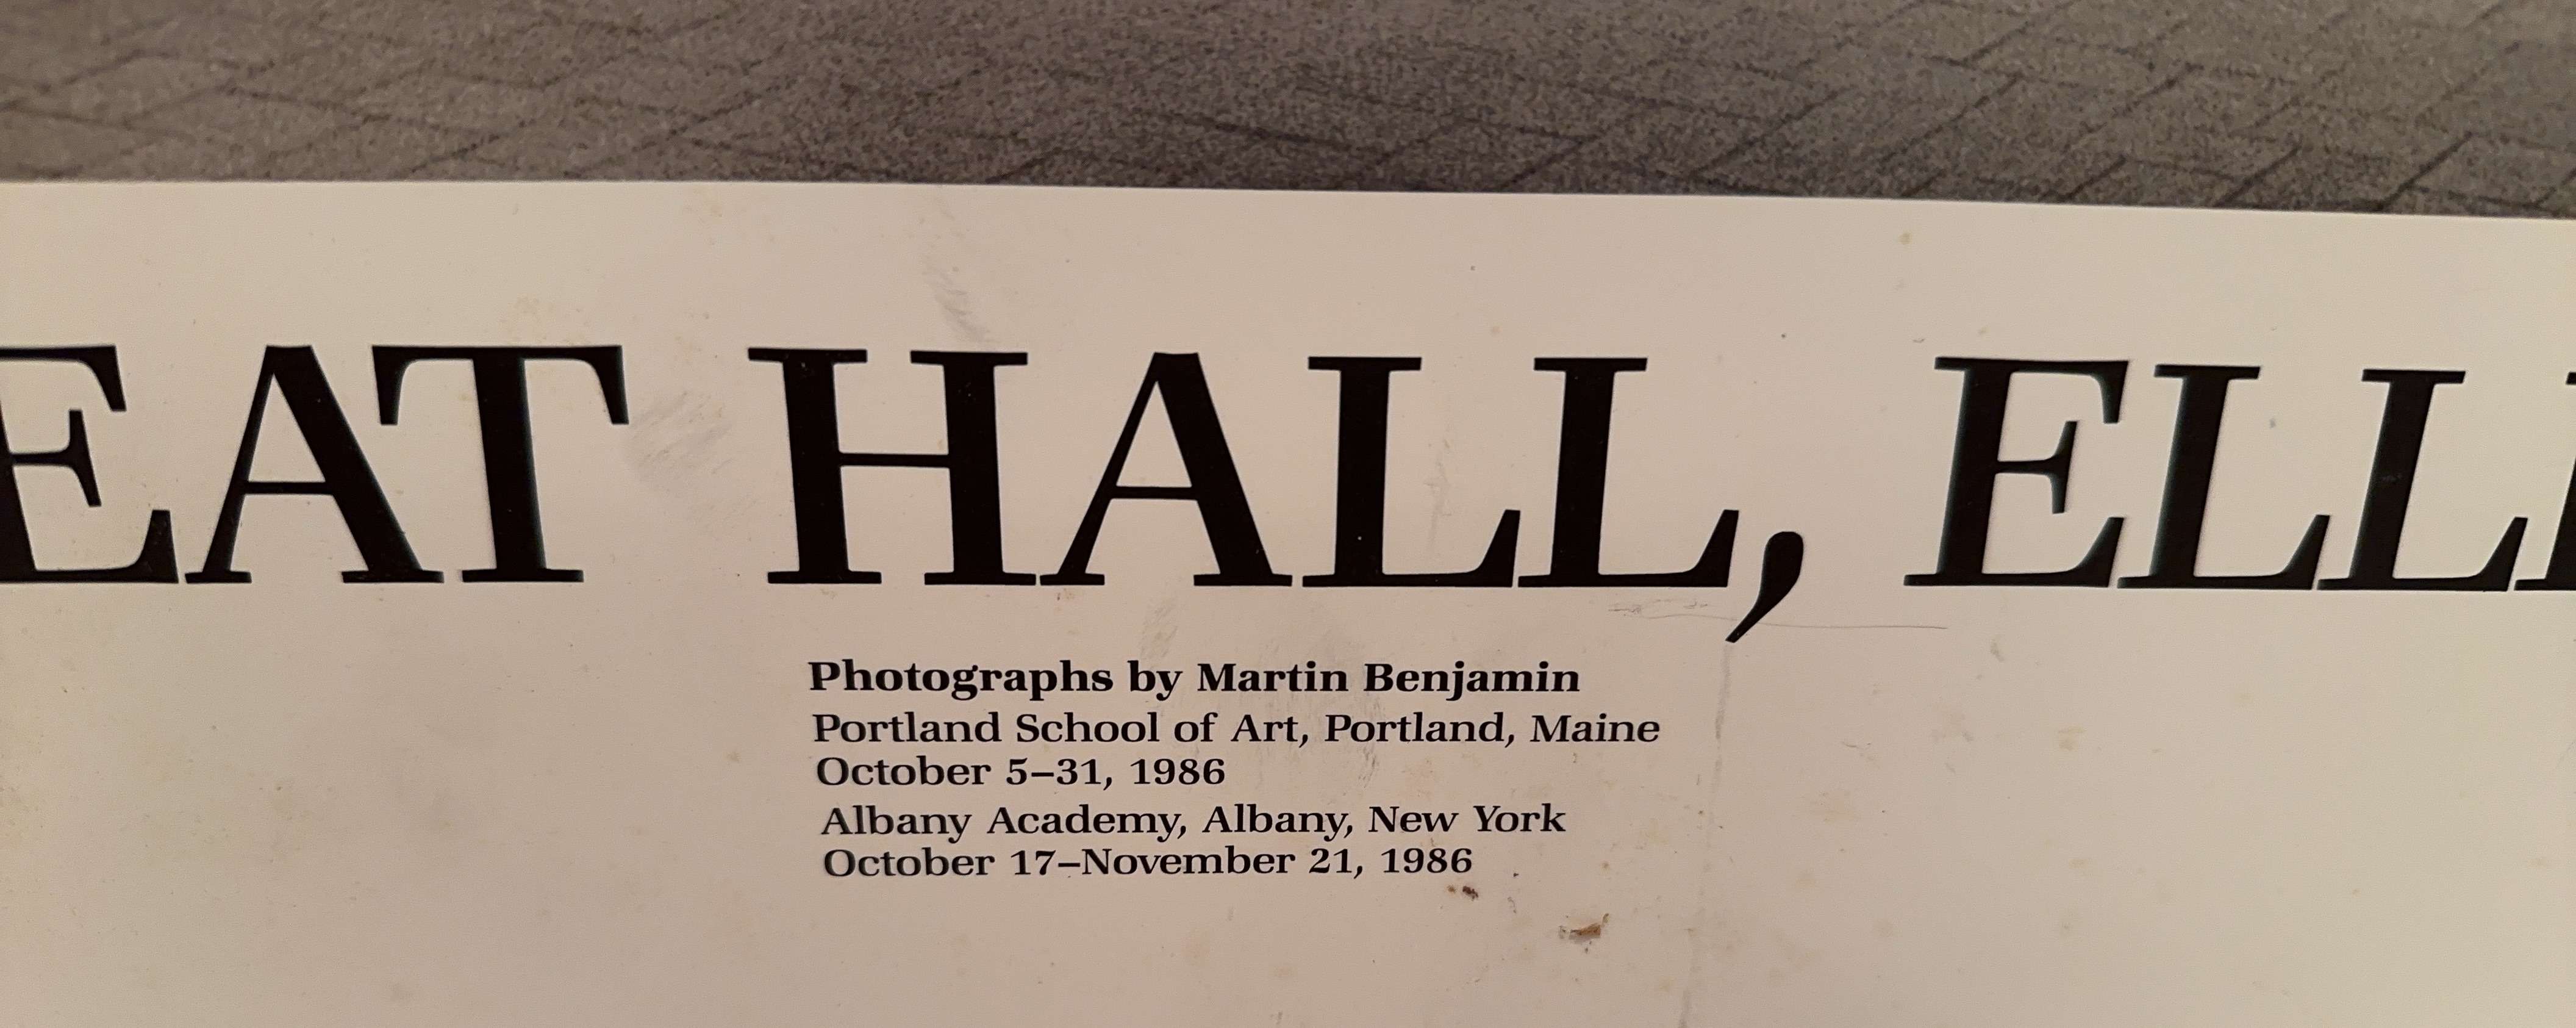 EAT HALL, ELL
Photographs by Martin Benjamin
Portland School of Art, Portland, Maine
October 5–31, 1986
Albany Academy, Albany, New York
October 17–November 21, 1986